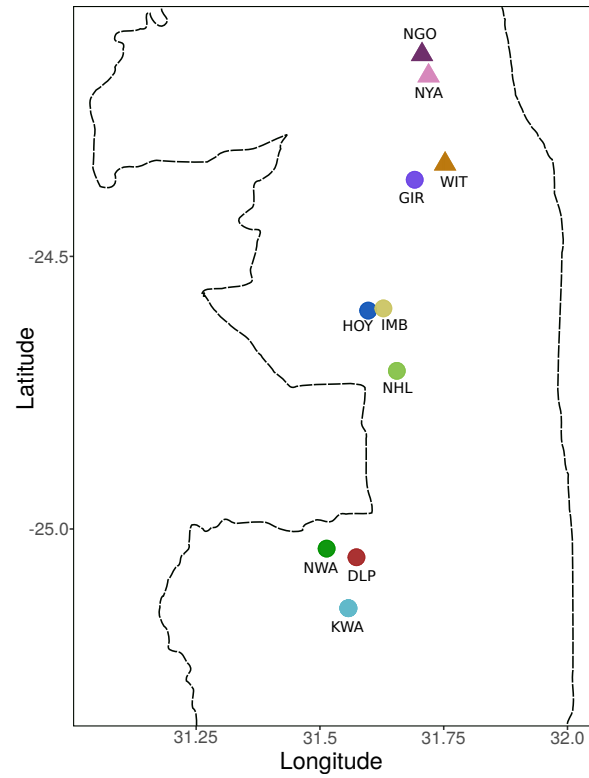 NGO
NYA
WIT
GIR
-24.5
HOY IMB
NHL
Latitude
-25.0
NWA
DLP
KWA
31.25 31.5 31.75 32.0
Longitude